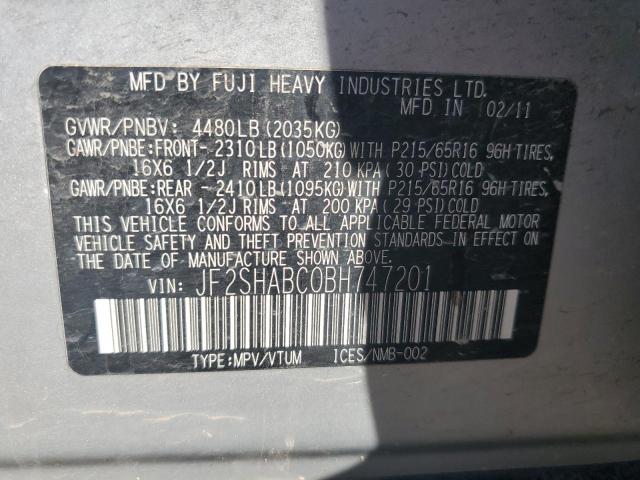 MFD BY FUJI HEAVY INDUSTRIES LTD.
MFD IN 02/11
GVWR/PNBV: 4480LB(2035KG)
GAWR/PNBE:FRONT- 2310LB(1050KG)WITH P215/65R16 96H TIRES,
16X6 1/2J RIMS AT 210 KPA(30 PSI)COLD
GAWR/PNBE:REAR - 2410LB(1095KG)WITH P215/65R16 96H TIRES,
16X6 1/2J RIMS AT 200 KPA(29 PSI)COLD
THIS VEHICLE CONFORMS TO ALL APPLICABLE FEDERAL MOTOR
VEHICLE SAFETY AND THEFT PREVENTION STANDARDS IN EFFECT ON
THE DATE OF MANUFACTURE SHOWN ABOVE.
VIN: JF2SHABC0BH747201
TYPE:MPV/VTUM ICES/NMB-002